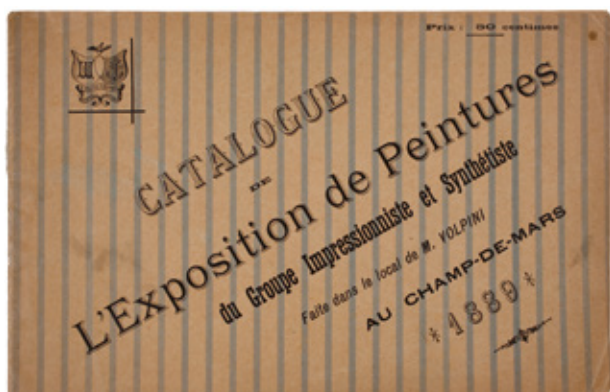 Prix : 50 centimes
CATALOGUE
DE
L'Exposition de Peintures
du Groupe Impressionniste et Synthétiste
Faite dans le local de M. VOLPINI
AU CHAMP-DE-MARS
*1889*